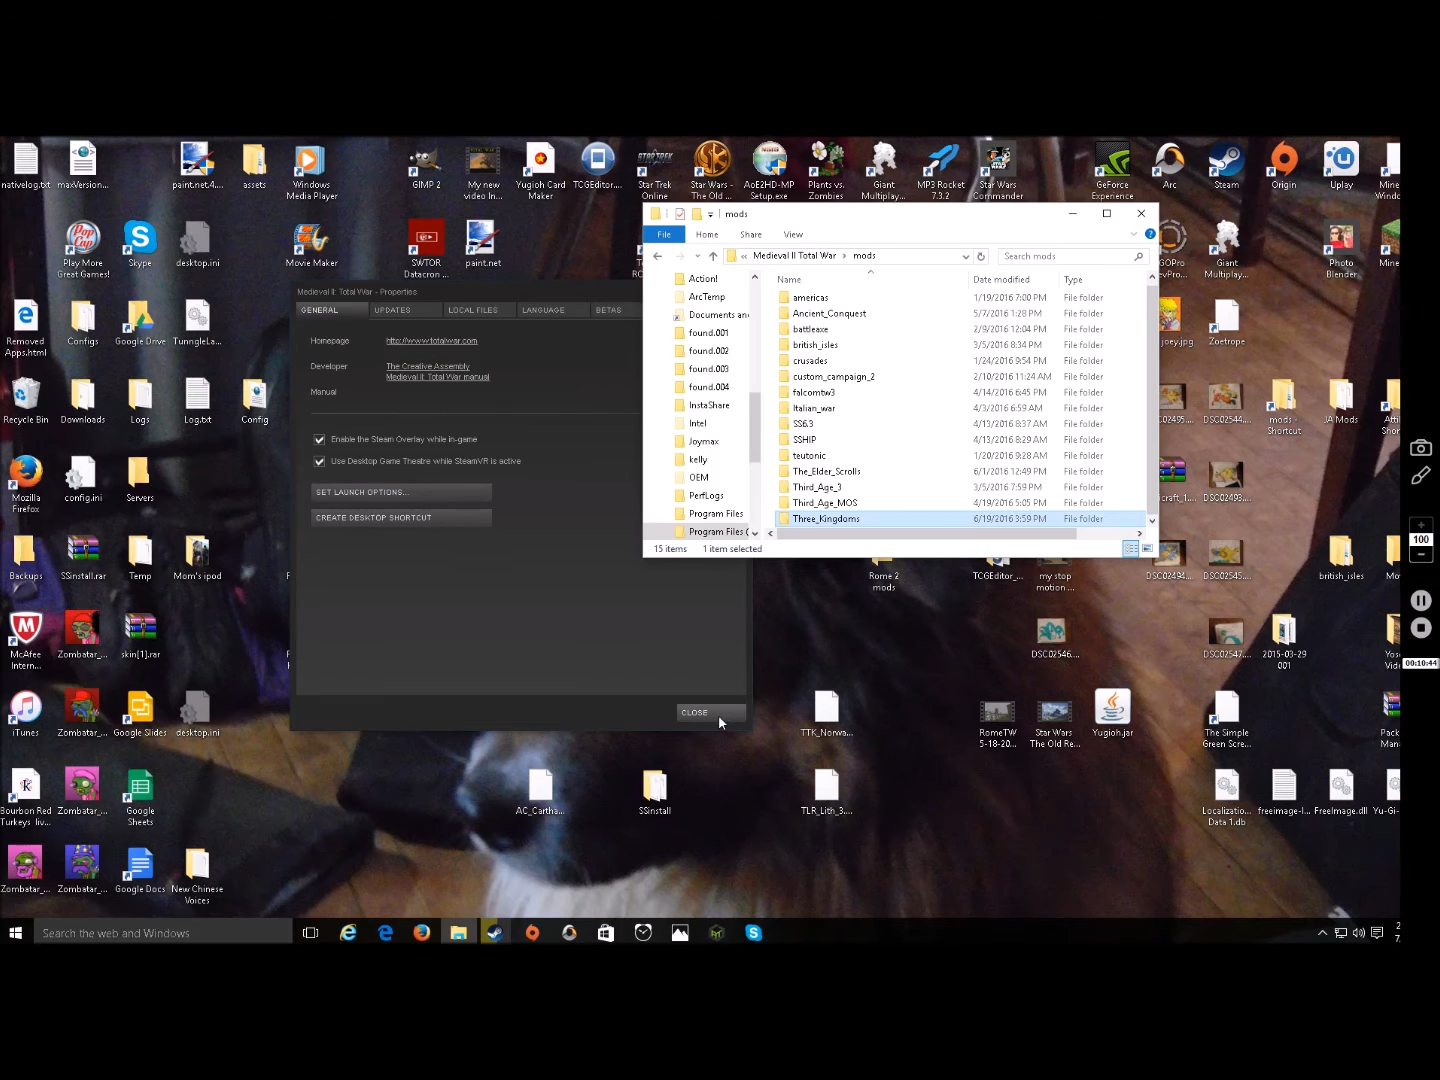 nativelog.txt
maxVersion...
paint.net.4...
assets
Windows
Media Player
GIMP 2
My new
video In...
Yugioh Card
Maker
TCGEditor....
Star Trek
Online
Star Wars -
The Old ...
AoE2HD-MP
Setup.exe
Plants vs.
Zombies
Giant
Multiplay...
MP3 Rocket
7.3.2
Star Wars
Commander
GeForce
Experience
Arc
Steam
Origin
Uplay
Play More
Great Games!
Skype
desktop.ini
Movie Maker
SWTOR
Datacron ...
paint.net
Giant
Multiplay...
Photo
Blender
Removed
Apps.html
Configs
Google Drive
TunngleLa...
joey.jpg
Zoetrope
Recycle Bin
Downloads
Logs
Log.txt
Config
DSC02495....
DSC02544....
mods -
Shortcut
JA Mods
Mozilla
Firefox
config.ini
Servers
DSC02493....
Backups
SSinstall.rar
Temp
Mom's ipod
Rome 2
mods
TCGEditor_...
my stop
motion ...
DSC02494....
DSC02545....
british_isles
McAfee
Intern...
Zombatar_...
skin[1].rar
DSC02546....
DSC02547....
2015-03-29
001
iTunes
Zombatar_...
Google Slides
desktop.ini
TTK_Norwa...
RomeTW
5-18-20...
Star Wars
The Old Re...
Yugioh.jar
The Simple
Green Scre...
Bourbon Red
Turkeys liv...
Zombatar_...
Google
Sheets
AC_Cartha...
SSinstall
TLR_Lith_3....
Localizatio...
Data 1.db
freeimage-l...
FreeImage.dll
Yu-Gi-
Zombatar_...
Zombatar_...
Google Docs
New Chinese
Voices
Medieval II: Total War - Properties
GENERAL
UPDATES
LOCAL FILES
LANGUAGE
BETAS
Homepage
http://www.totalwar.com
Developer
The Creative Assembly
Medieval II: Total War manual
Manual
Enable the Steam Overlay while in-game
Use Desktop Game Theatre while SteamVR is active
SET LAUNCH OPTIONS...
CREATE DESKTOP SHORTCUT
CLOSE
mods
File
Home
Share
View
Medieval II Total War > mods
Search mods
Action!
ArcTemp
Documents and
found.001
found.002
found.003
found.004
InstaShare
Intel
Joymax
kelly
OEM
PerfLogs
Program Files
Program Files (
Name Date modified Type
americas 1/19/2016 7:00 PM File folder
Ancient_Conquest 5/7/2016 1:28 PM File folder
battleaxe 2/9/2016 12:04 PM File folder
british_isles 3/5/2016 8:34 PM File folder
crusades 1/24/2016 9:54 PM File folder
custom_campaign_2 2/10/2016 11:24 AM File folder
falcomtw3 4/14/2016 6:45 PM File folder
Italian_war 4/3/2016 6:59 AM File folder
SS6.3 4/13/2016 8:37 AM File folder
SSHIP 4/13/2016 8:29 AM File folder
teutonic 1/20/2016 9:28 AM File folder
The_Elder_Scrolls 6/1/2016 12:49 PM File folder
Third_Age_3 3/5/2016 7:59 PM File folder
Third_Age_MOS 4/19/2016 5:05 PM File folder
Three_Kingdoms 6/19/2016 3:59 PM File folder
15 items 1 item selected
100
00:10:44
Search the web and Windows